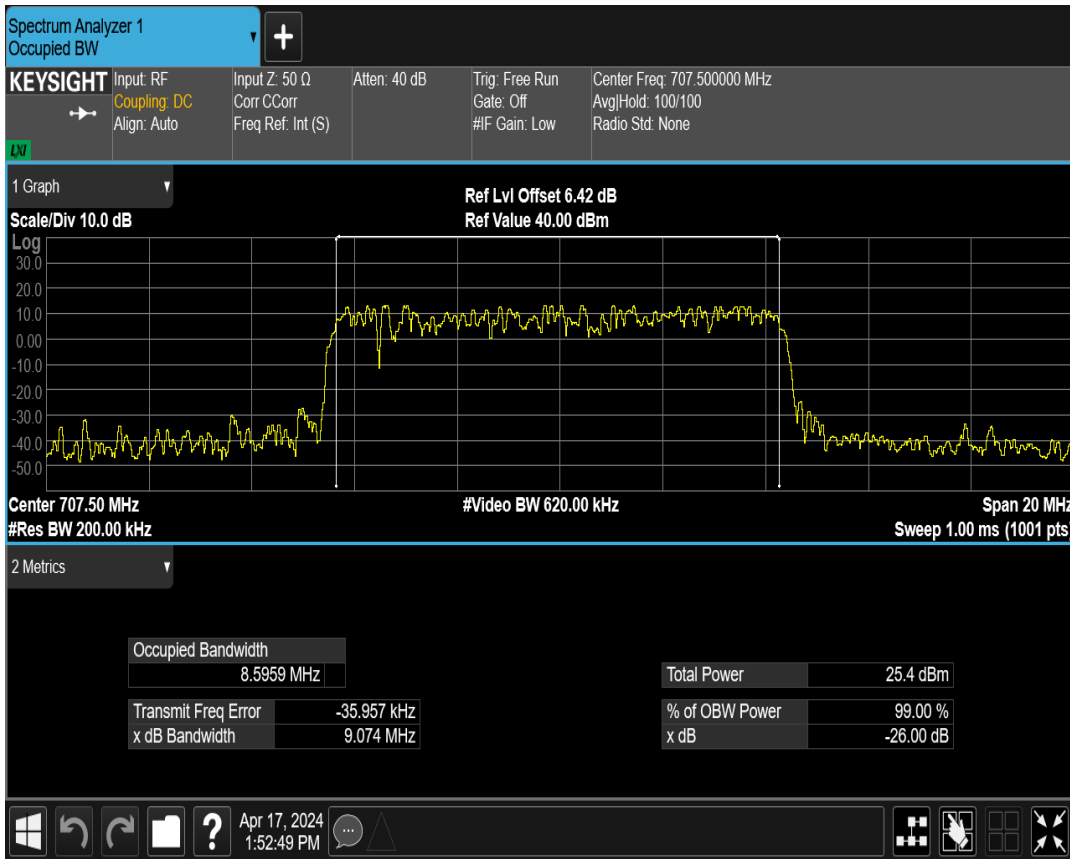 Spectrum Analyzer 1
Occupied BW
KEYSIGHT
LXI
Input: RF
Coupling: DC
Align: Auto
Input Z: 50 Ω
Corr CCorr
Freq Ref: Int (S)
Atten: 40 dB
Trig: Free Run
Gate: Off
#IF Gain: Low
Center Freq: 707.500000 MHz
Avg|Hold: 100/100
Radio Std: None
1 Graph
Scale/Div 10.0 dB
Ref Lvl Offset 6.42 dB
Ref Value 40.00 dBm
Log
30.0
20.0
10.0
0.00
-10.0
-20.0
-30.0
-40.0
-50.0
Center 707.50 MHz
#Res BW 200.00 kHz
#Video BW 620.00 kHz
Span 20 MHz
Sweep 1.00 ms (1001 pts)
2 Metrics
Occupied Bandwidth
8.5959 MHz
Transmit Freq Error -35.957 kHz
x dB Bandwidth 9.074 MHz
Total Power 25.4 dBm
% of OBW Power 99.00 %
x dB -26.00 dB
Apr 17, 2024
1:52:49 PM